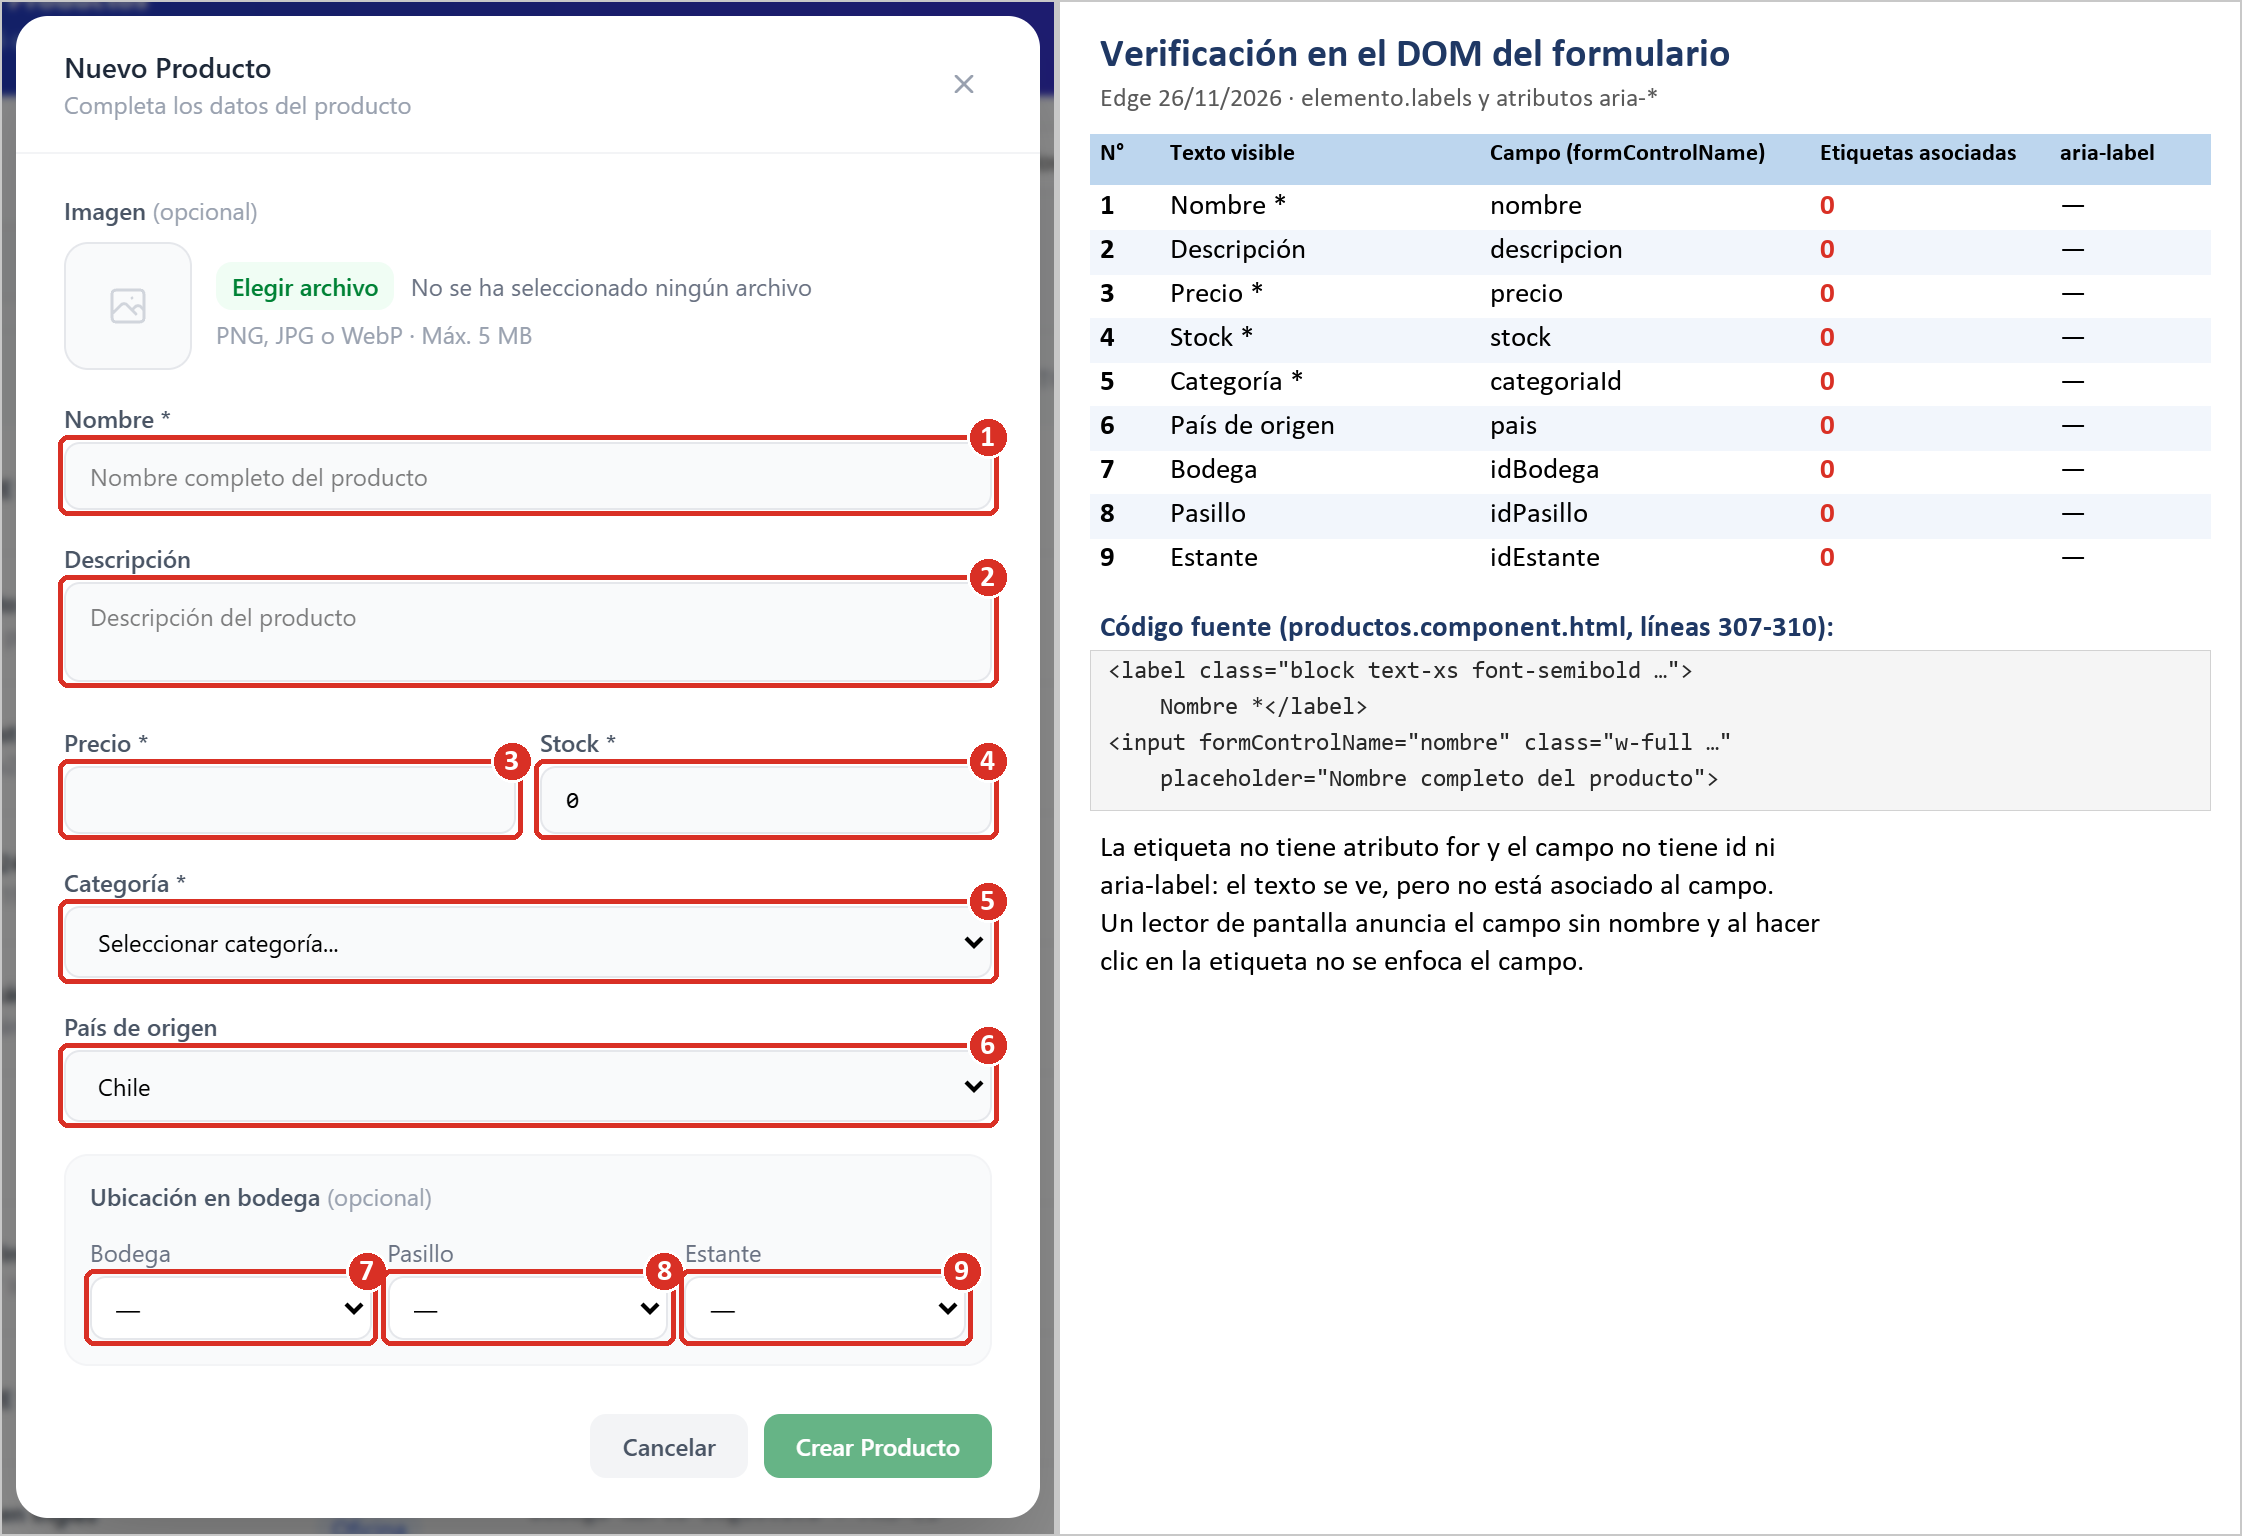 Nuevo Producto
Completa los datos del producto
Imagen (opcional)
Elegir archivo No se ha seleccionado ningún archivo
PNG, JPG o WebP · Máx. 5 MB
Nombre *
1
Nombre completo del producto
Descripción
2
Descripción del producto
Precio * Stock *
3 4
0
Categoría *
5
Seleccionar categoría...
País de origen
6
Chile
Ubicación en bodega (opcional)
Bodega Pasillo Estante
7 8 9
— — —
Cancelar Crear Producto
Verificación en el DOM del formulario
Edge 26/11/2026 · elemento.labels y atributos aria-*
N° Texto visible Campo (formControlName) Etiquetas asociadas aria-label
1 Nombre * nombre 0 —
2 Descripción descripcion 0 —
3 Precio * precio 0 —
4 Stock * stock 0 —
5 Categoría * categoriaId 0 —
6 País de origen pais 0 —
7 Bodega idBodega 0 —
8 Pasillo idPasillo 0 —
9 Estante idEstante 0 —
Código fuente (productos.component.html, líneas 307-310):
<label class="block text-xs font-semibold …">
Nombre *</label>
<input formControlName="nombre" class="w-full …"
placeholder="Nombre completo del producto">
La etiqueta no tiene atributo for y el campo no tiene id ni
aria-label: el texto se ve, pero no está asociado al campo.
Un lector de pantalla anuncia el campo sin nombre y al hacer
clic en la etiqueta no se enfoca el campo.